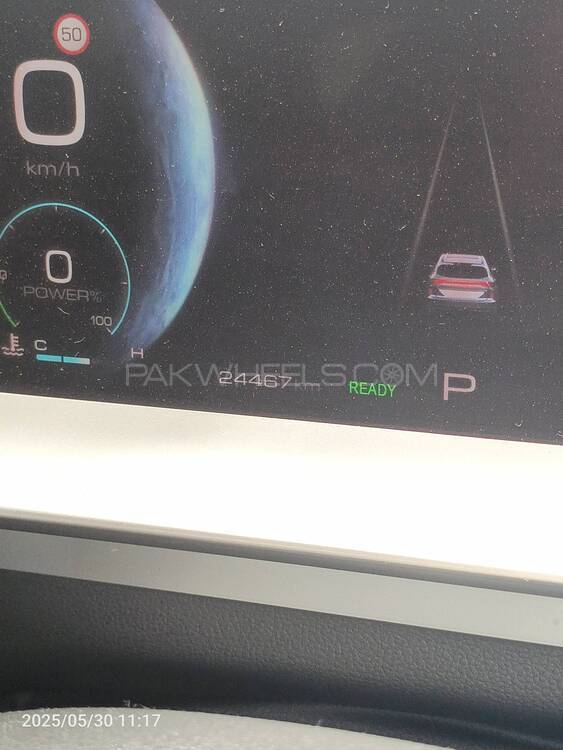 50
0
km/h
0
POWER%
100
C
H
PAKWHEELS.COM
24467
READY
P
2025/05/30 11:17